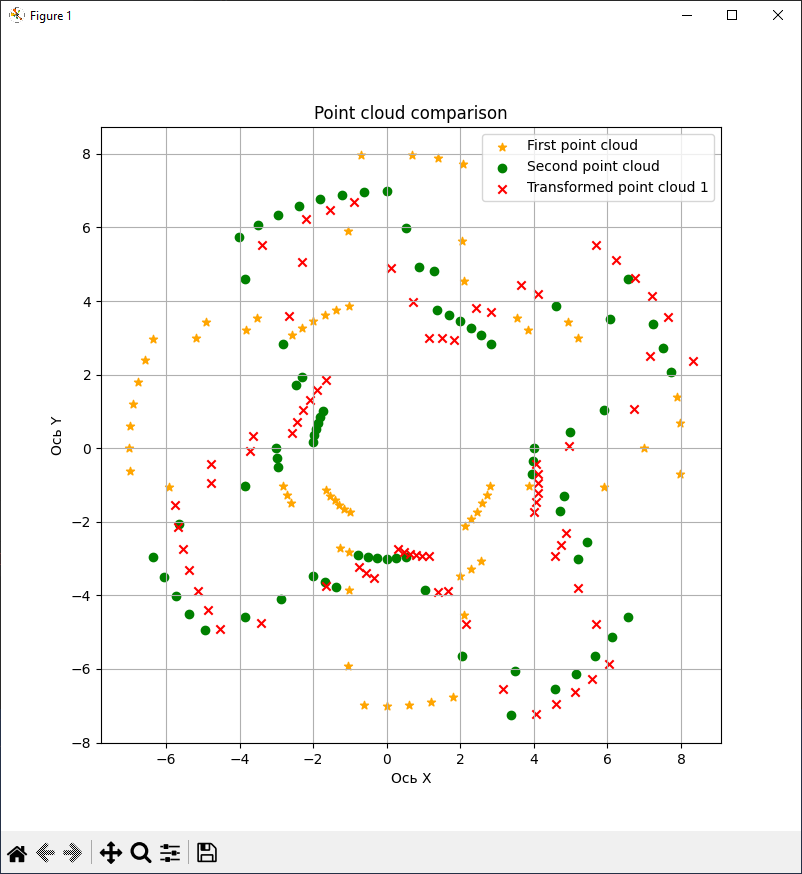 Figure 1
Point cloud comparison
First point cloud
Second point cloud
Transformed point cloud 1
8
6
4
2
0
−2
−4
−6
−8
Ось Y
−6 −4 −2 0 2 4 6 8
Ось X